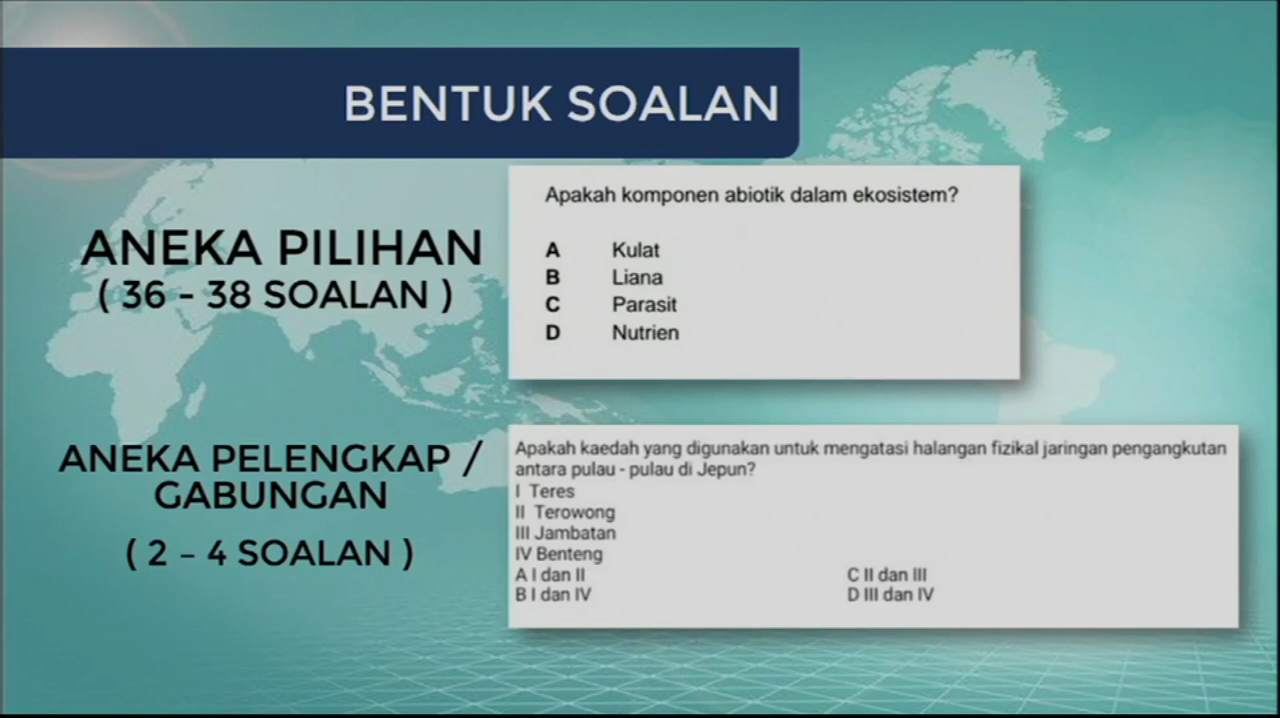 BENTUK SOALAN
ANEKA PILIHAN
( 36 - 38 SOALAN )
Apakah komponen abiotik dalam ekosistem?
A Kulat
B Liana
C Parasit
D Nutrien
ANEKA PELENGKAP /
GABUNGAN
( 2 – 4 SOALAN )
Apakah kaedah yang digunakan untuk mengatasi halangan fizikal jaringan pengangkutan
antara pulau - pulau di Jepun?
I Teres
II Terowong
III Jambatan
IV Benteng
A I dan II C II dan III
B I dan IV D III dan IV